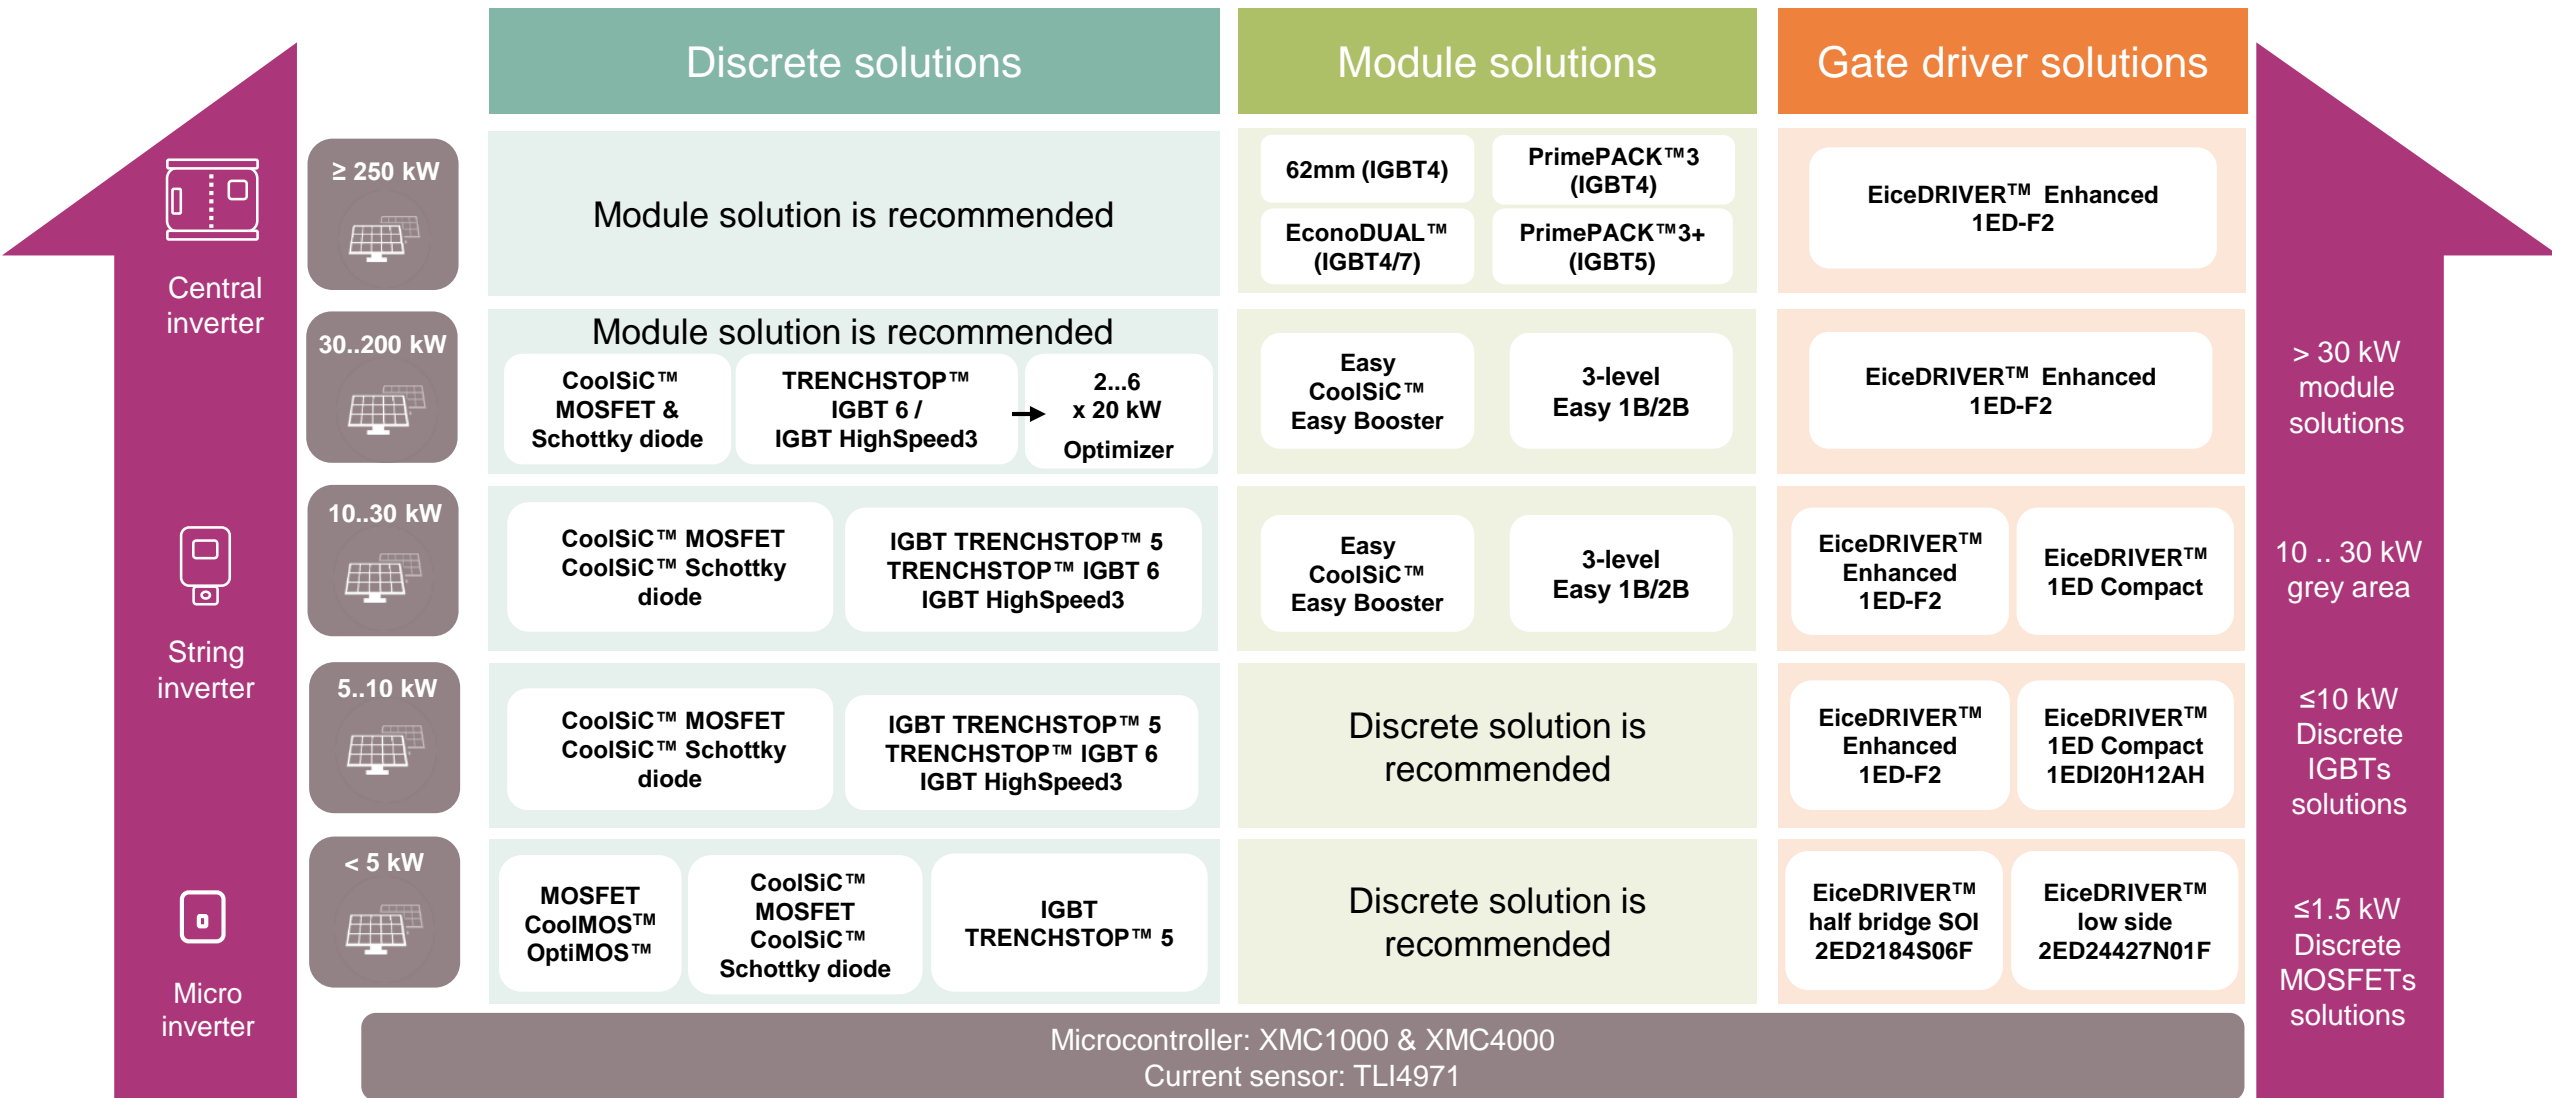 Discrete solutions
Module solutions
Gate driver solutions
Central
inverter
String
inverter
Micro
inverter
≥ 250 kW
Module solution is recommended
62mm (IGBT4)
PrimePACK™3
(IGBT4)
EconoDUAL™
(IGBT4/7)
PrimePACK™3+
(IGBT5)
EiceDRIVER™ Enhanced
1ED-F2
30..200 kW
Module solution is recommended
CoolSiC™
MOSFET &
Schottky diode
TRENCHSTOP™
IGBT 6 /
IGBT HighSpeed3
2...6
x 20 kW
Optimizer
Easy
CoolSiC™
Easy Booster
3-level
Easy 1B/2B
EiceDRIVER™ Enhanced
1ED-F2
10..30 kW
CoolSiC™ MOSFET
CoolSiC™ Schottky
diode
IGBT TRENCHSTOP™ 5
TRENCHSTOP™ IGBT 6
IGBT HighSpeed3
Easy
CoolSiC™
Easy Booster
3-level
Easy 1B/2B
EiceDRIVER™
Enhanced
1ED-F2
EiceDRIVER™
1ED Compact
5..10 kW
CoolSiC™ MOSFET
CoolSiC™ Schottky
diode
IGBT TRENCHSTOP™ 5
TRENCHSTOP™ IGBT 6
IGBT HighSpeed3
Discrete solution is
recommended
EiceDRIVER™
Enhanced
1ED-F2
EiceDRIVER™
1ED Compact
1EDI20H12AH
< 5 kW
MOSFET
CoolMOS™
OptiMOS™
CoolSiC™
MOSFET
CoolSiC™
Schottky diode
IGBT
TRENCHSTOP™ 5
Discrete solution is
recommended
EiceDRIVER™
half bridge SOI
2ED2184S06F
EiceDRIVER™
low side
2ED24427N01F
> 30 kW
module
solutions
10 .. 30 kW
grey area
≤10 kW
Discrete
IGBTs
solutions
≤1.5 kW
Discrete
MOSFETs
solutions
Microcontroller: XMC1000 & XMC4000
Current sensor: TLI4971